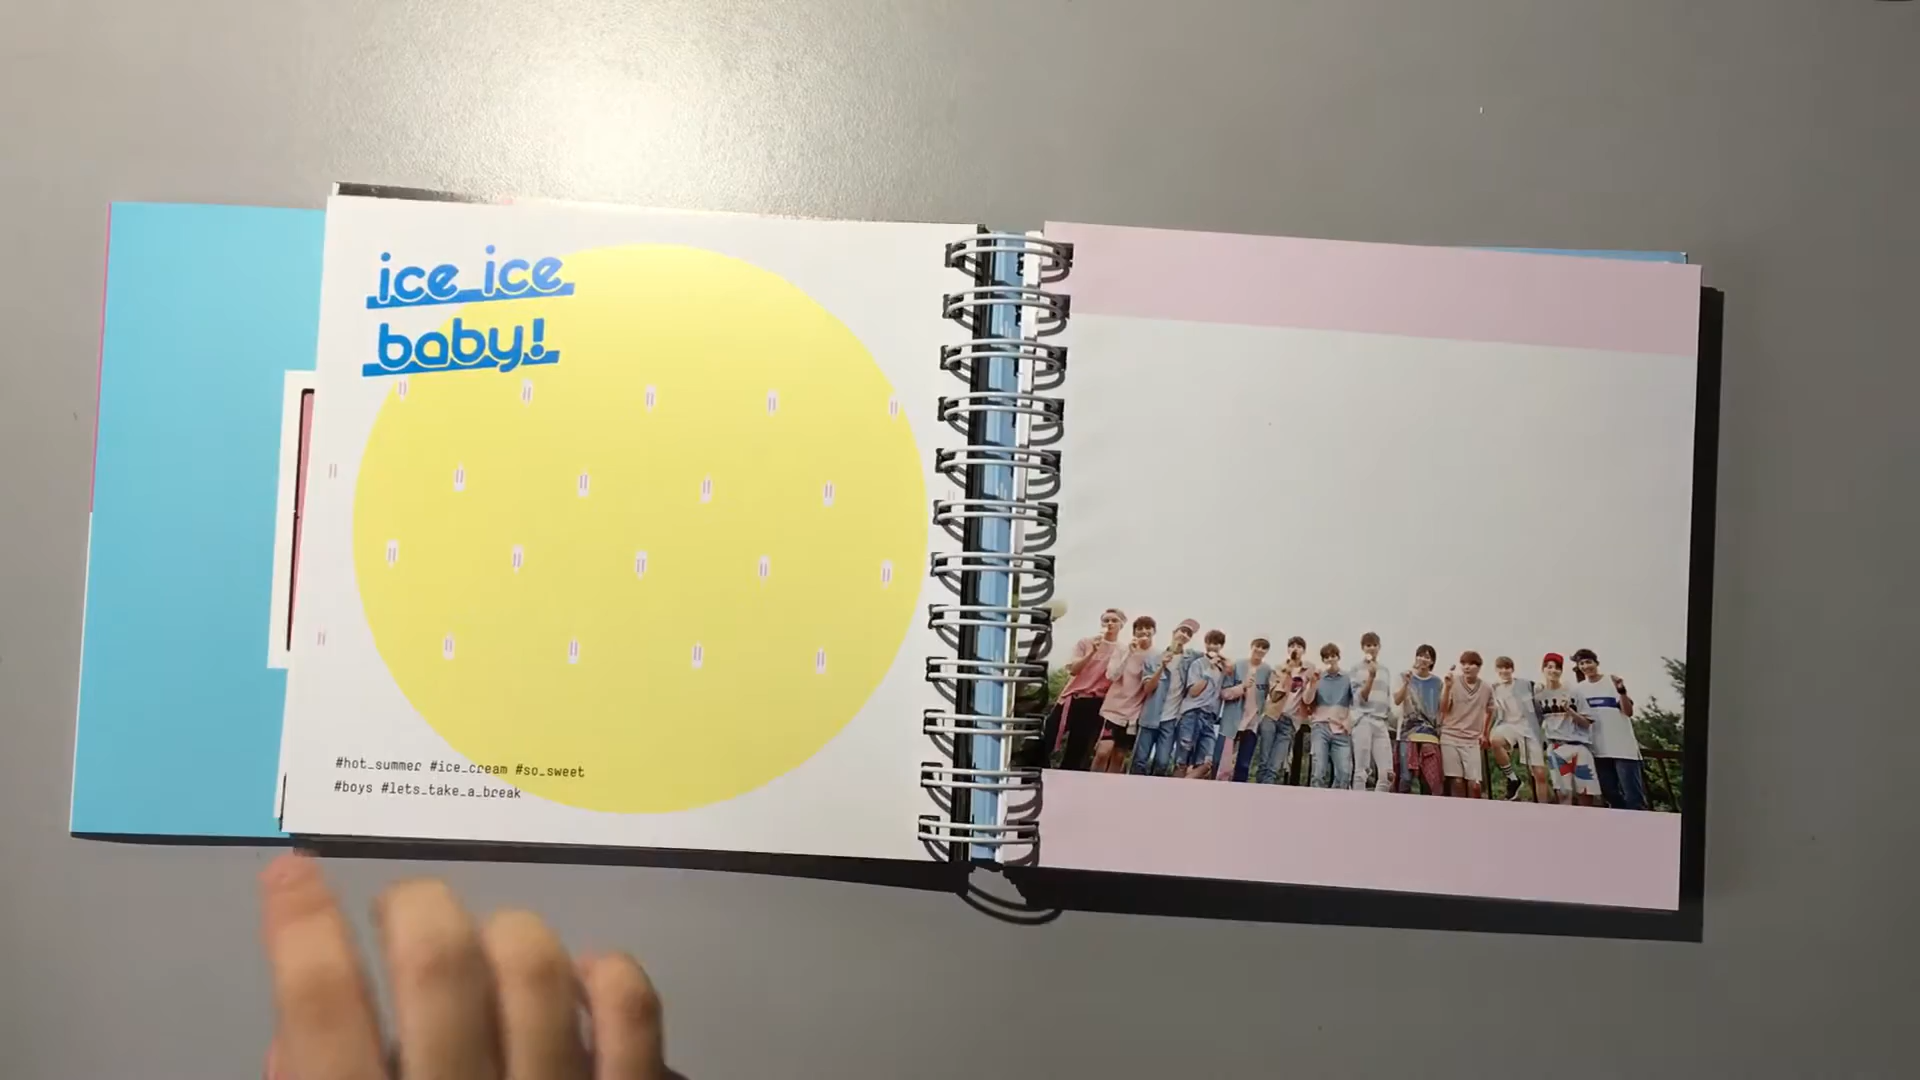 ice ice
baby!
#hot_summer #ice_cream #so_sweet
#boys #lets_take_a_break